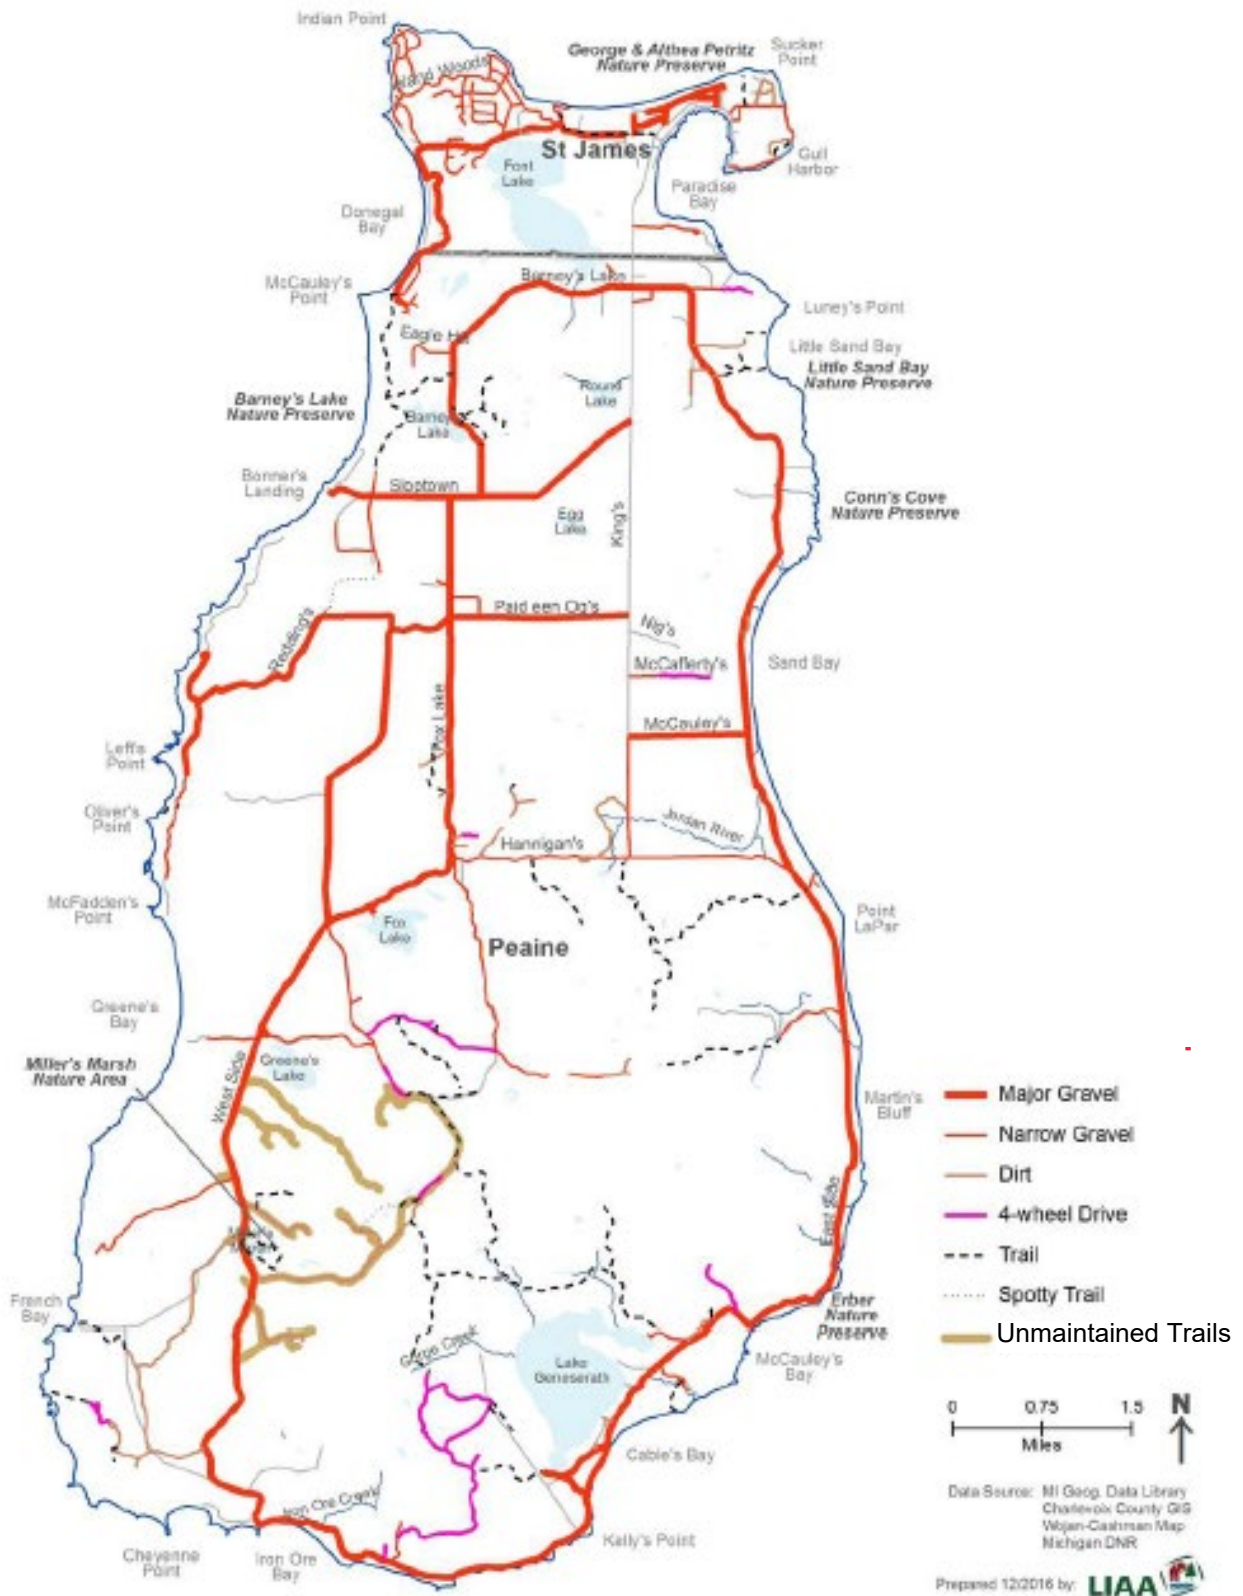 Indian Point
George & Althea Petritz
Nature Preserve
Sucker
Point
St James
Font
Lake
Gull
Harbor
Paradise
Bay
Donegal
Bay
McCauley's
Point
Barney's Lake
Luney's Point
Eagle Hill
Little Sand Bay
Little Sand Bay
Nature Preserve
Round
Lake
Barney's Lake
Nature Preserve
Barney's
Lake
Bonner's
Landing
Sloptown
Conn's Cove
Nature Preserve
Egg
Lake
King's
Paid een Og's
Redding's
Nig's
McCafferty's
Sand Bay
Fox Lake
McCauley's
Left's
Point
Oliver's
Point
Jordan River
Hannigan's
McFadden's
Point
Fox
Lake
Point
LaPar
Peaine
Greene's
Bay
Miller's Marsh
Nature Area
Greene's
Lake
West Side
Martin's
Bluff
East Side
French
Bay
Erber
Nature
Preserve
Lake
Geneserath
McCauley's
Bay
Cable's Bay
Iron Ore Creek
Kelly's Point
Cheyenne
Point
Iron Ore
Bay
Major Gravel
Narrow Gravel
Dirt
4-wheel Drive
Trail
Spotty Trail
Unmaintained Trails
0 0.75 1.5
Miles
N
Data Source: MI Geog. Data Library
Charlevoix County GIS
Wojan-Cashman Map
Michigan DNR
Prepared 12/2016 by: LIAA